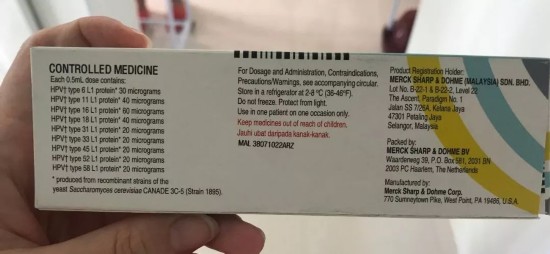 CONTROLLED MEDICINE
Each 0.5mL dose contains:
HPV† type 6 L1 protein* 30 micrograms
HPV† type 11 L1 protein* 40 micrograms
HPV† type 16 L1 protein* 60 micrograms
HPV† type 18 L1 protein* 40 micrograms
HPV† type 31 L1 protein* 20 micrograms
HPV† type 33 L1 protein* 20 micrograms
HPV† type 45 L1 protein* 20 micrograms
HPV† type 52 L1 protein* 20 micrograms
HPV† type 58 L1 protein* 20 micrograms
* produced from recombinant strains of the
yeast Saccharomyces cerevisiae CANADE 3C-5 (Strain 1895).
For Dosage and Administration, Contraindications,
Precautions/Warnings, see accompanying circular.
Store in a refrigerator at 2-8 ºC (36-46ºF).
Do not freeze. Protect from light.
Use in one patient on one occasion only.
Keep medicines out of reach of children.
Jauhi ubat daripada kanak-kanak.
MAL 38071022ARZ
Product Registration Holder:
MERCK SHARP & DOHME (MALAYSIA) SDN. BHD.
Lot No. B-22-1 & B-22-2, Level 22
The Ascent, Paradigm No. 1
Jalan SS 7/26A, Kelana Jaya
47301 Petaling Jaya
Selangor, Malaysia
Packed by:
MERCK SHARP & DOHME BV
Waarderweg 39, P.O. Box 581, 2031 BN
2003 PC Haarlem, The Netherlands
Manufactured by:
Merck Sharp & Dohme Corp.
770 Sumneytown Pike, West Point, PA 19486, U.S.A.